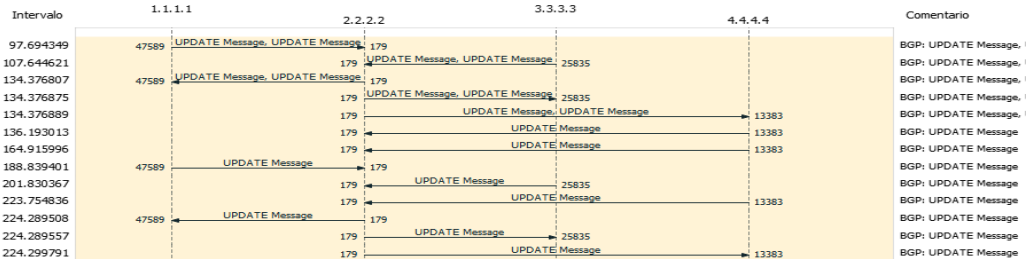 Intervalo 1.1.1.1 2.2.2.2 3.3.3.3 4.4.4.4 Comentario
97.694349 47589 UPDATE Message, UPDATE Message 179 BGP: UPDATE Message,
107.644621 179 UPDATE Message, UPDATE Message 25835 BGP: UPDATE Message,
134.376807 47589 UPDATE Message, UPDATE Message 179 BGP: UPDATE Message,
134.376875 179 UPDATE Message, UPDATE Message 25835 BGP: UPDATE Message,
134.376889 179 UPDATE Message, UPDATE Message 13383 BGP: UPDATE Message,
136.193013 179 UPDATE Message 13383 BGP: UPDATE Message
164.915996 179 UPDATE Message 13383 BGP: UPDATE Message
188.839401 47589 UPDATE Message 179 BGP: UPDATE Message
201.830367 179 UPDATE Message 25835 BGP: UPDATE Message
223.754836 179 UPDATE Message 13383 BGP: UPDATE Message
224.289508 47589 UPDATE Message 179 BGP: UPDATE Message
224.289557 179 UPDATE Message 25835 BGP: UPDATE Message
224.299791 179 UPDATE Message 13383 BGP: UPDATE Message